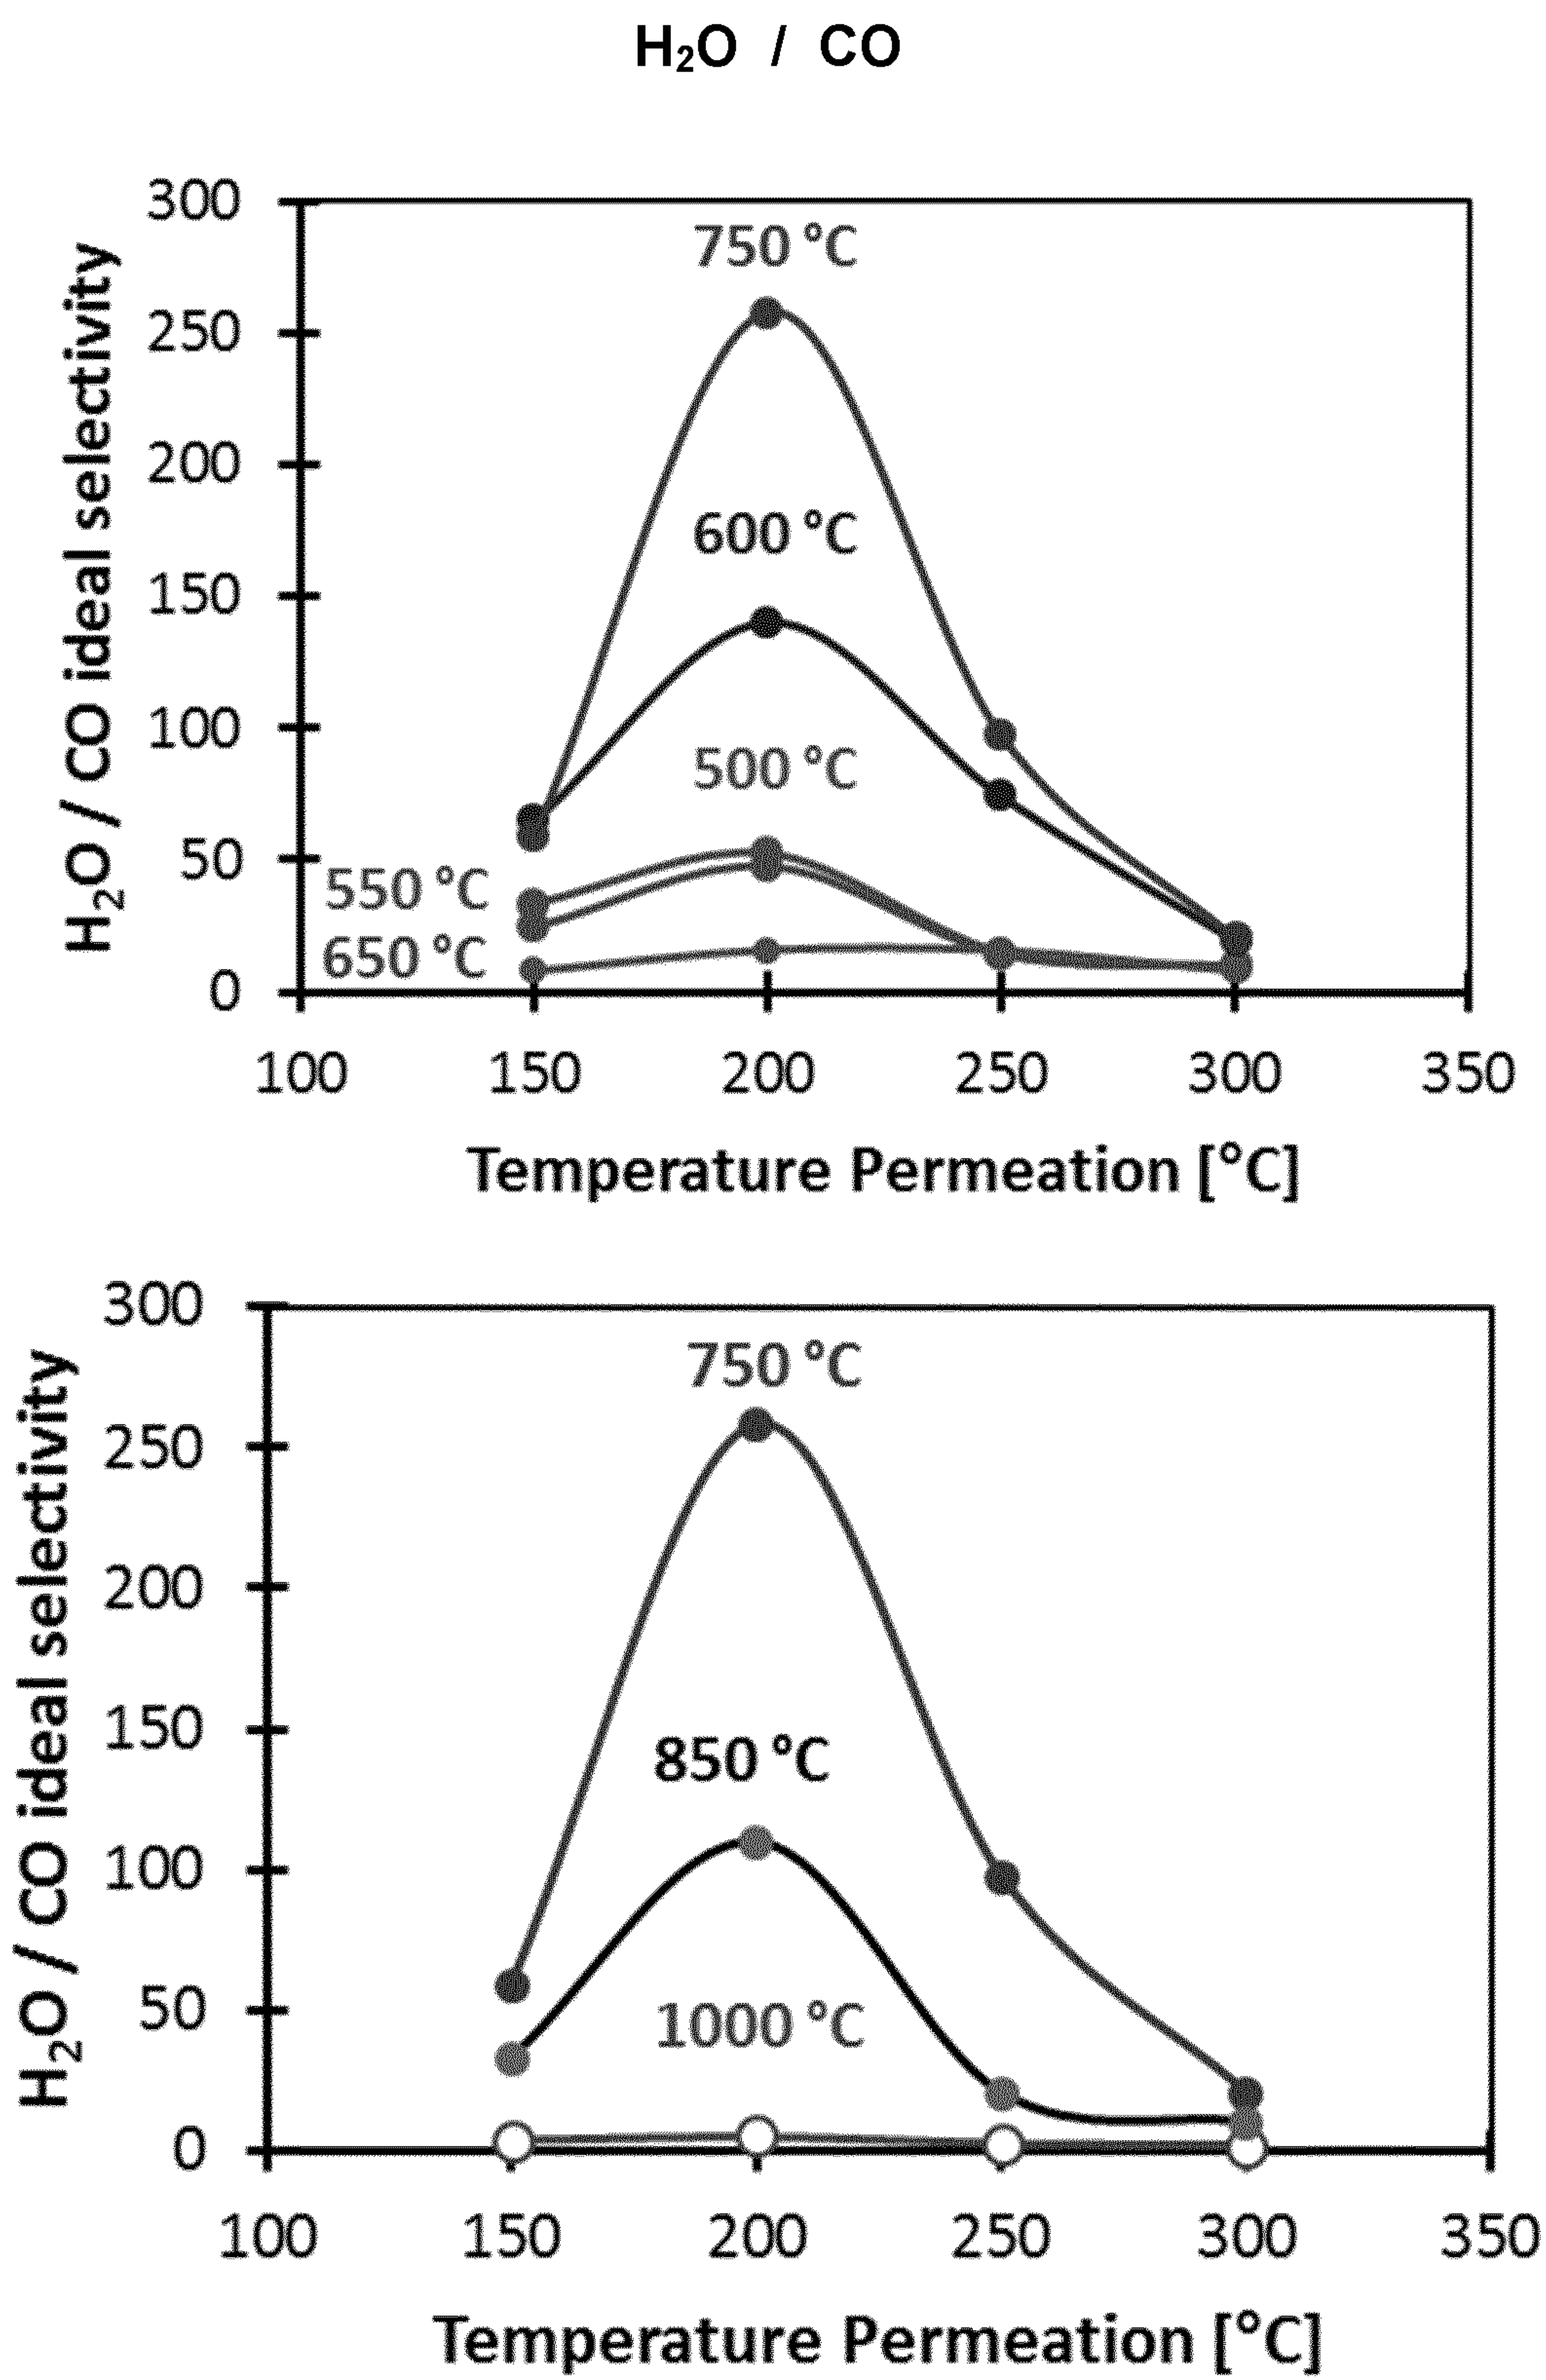 H₂O / CO
H₂O / CO ideal selectivity
300
250
200
150
100
50
0
750 °C
600 °C
500 °C
550 °C
650 °C
100 150 200 250 300 350
Temperature Permeation [°C]
H₂O / CO ideal selectivity
300
250
200
150
100
50
0
750 °C
850 °C
1000 °C
100 150 200 250 300 350
Temperature Permeation [°C]